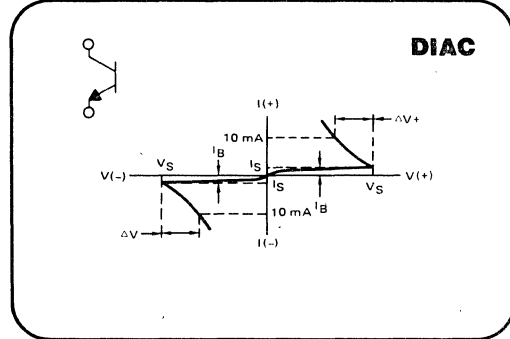 DIAC
I(+)
ΔV+
10 mA
IB
IS
VS
V(-)
V(+)
IS
VS
IB
10 mA
ΔV
I(-)